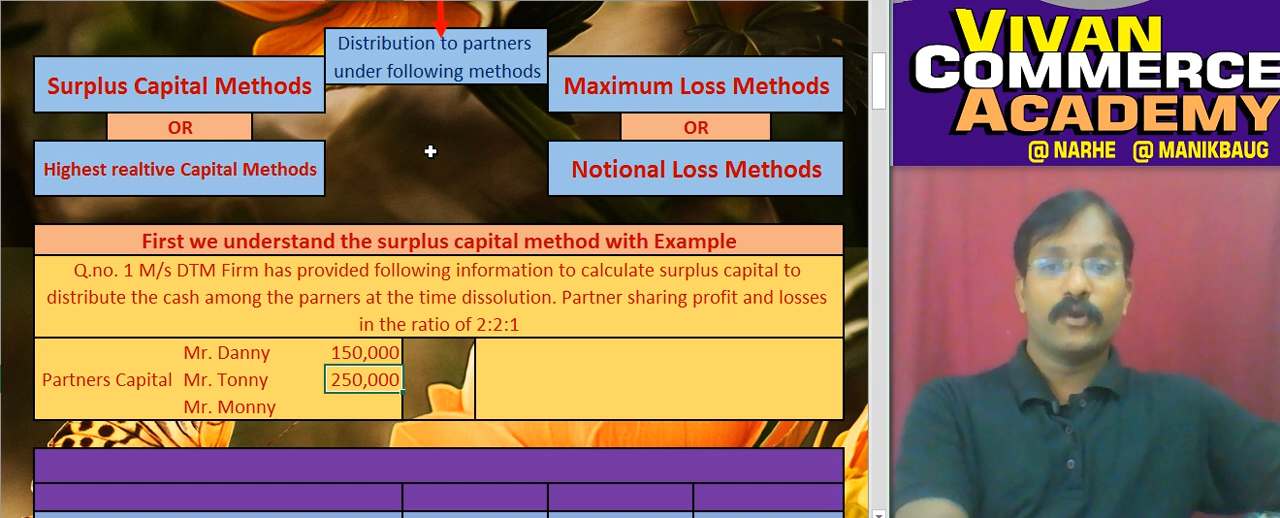 Distribution to partners
under following methods
Surplus Capital Methods
OR
Highest realtive Capital Methods
Maximum Loss Methods
OR
Notional Loss Methods
First we understand the surplus capital method with Example
Q.no. 1 M/s DTM Firm has provided following information to calculate surplus capital to
distribute the cash among the parners at the time dissolution. Partner sharing profit and losses
in the ratio of 2:2:1
Mr. Danny 150,000
Partners Capital Mr. Tonny 250,000
Mr. Monny
VIVAN
COMMERCE
ACADEMY
@ NARHE @ MANIKBAUG